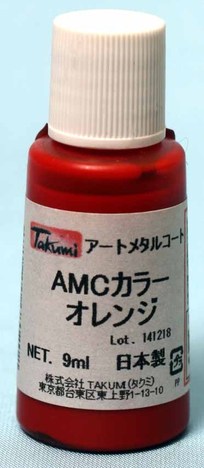 Takumi アートメタルコート
AMCカラー
オレンジ
Lot. 141218
NET. 9ml 日本製
株式会社 TAKUMI(タクミ)
東京都台東区東上野1-13-10